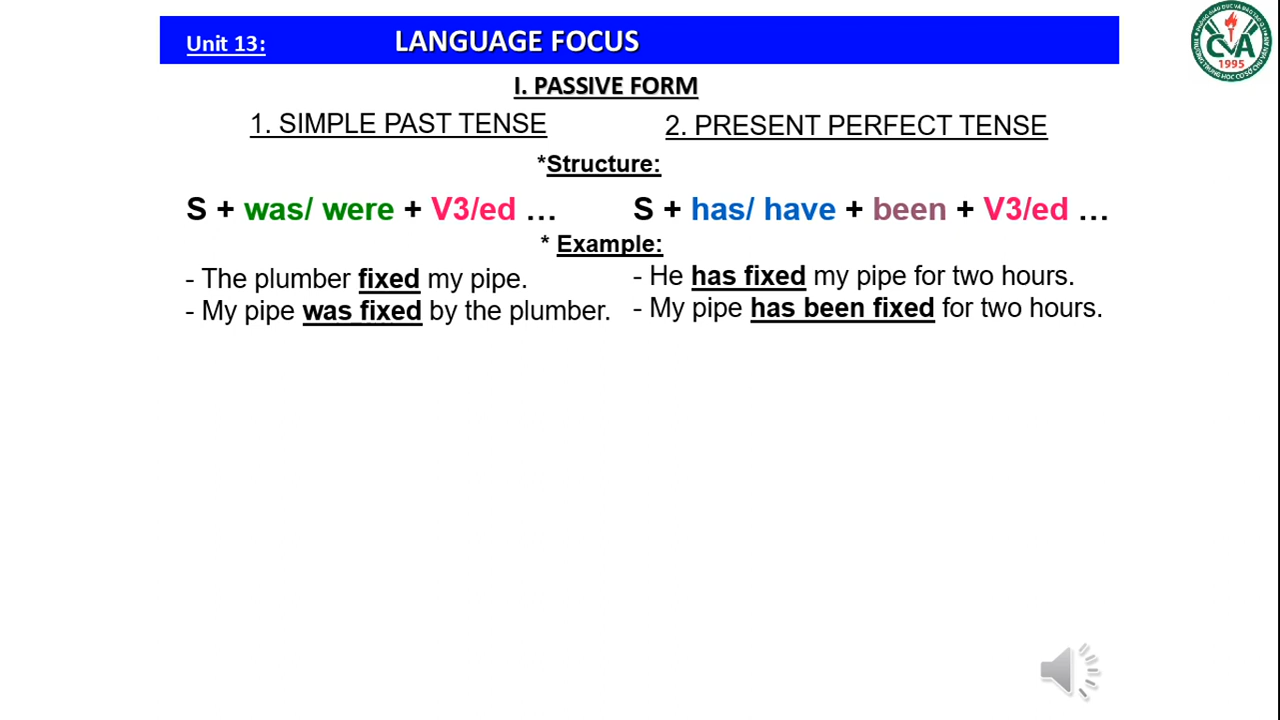 Unit 13: LANGUAGE FOCUS
I. PASSIVE FORM
1. SIMPLE PAST TENSE
2. PRESENT PERFECT TENSE
*Structure:
S + was/ were + V3/ed …
S + has/ have + been + V3/ed …
* Example:
- The plumber fixed my pipe.
- My pipe was fixed by the plumber.
- He has fixed my pipe for two hours.
- My pipe has been fixed for two hours.
CVA
1995